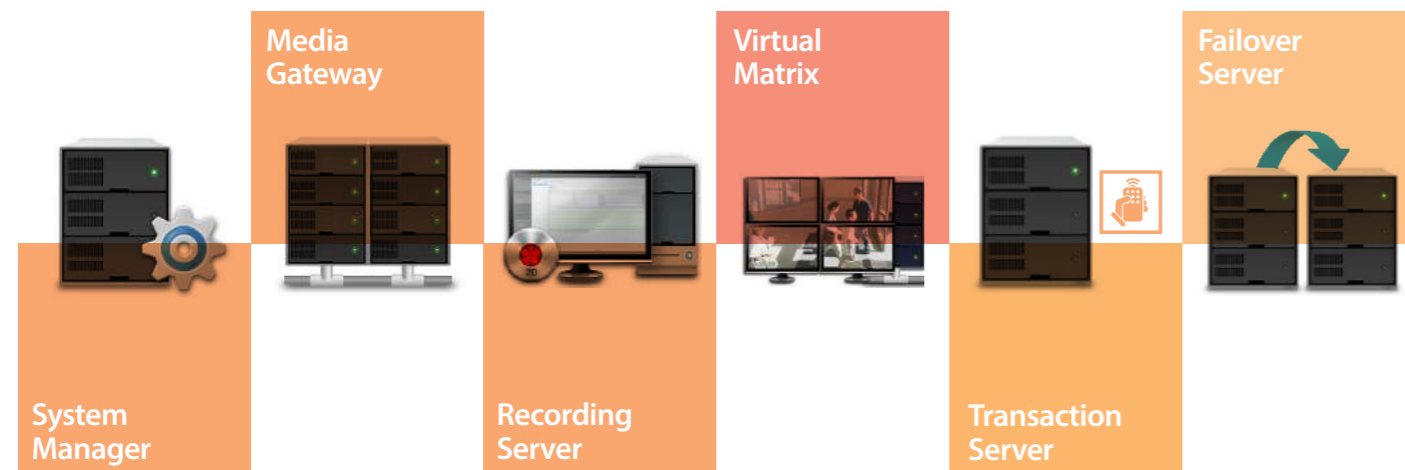 Media
Gateway
Virtual
Matrix
Failover
Server
System
Manager
Recording
Server
Transaction
Server